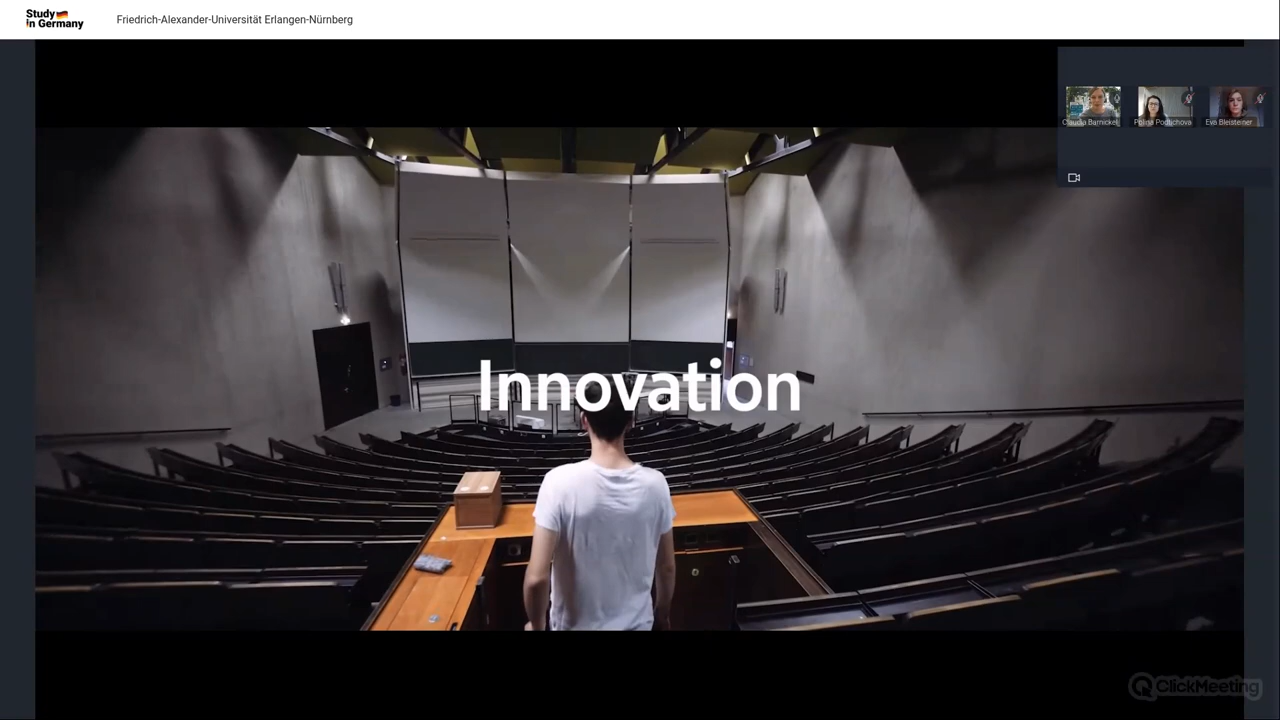 Study
in Germany
Friedrich-Alexander-Universität Erlangen-Nürnberg
Claudia Barnickel
Polina Podtichova
Eva Bleisteiner
Innovation
ClickMeeting